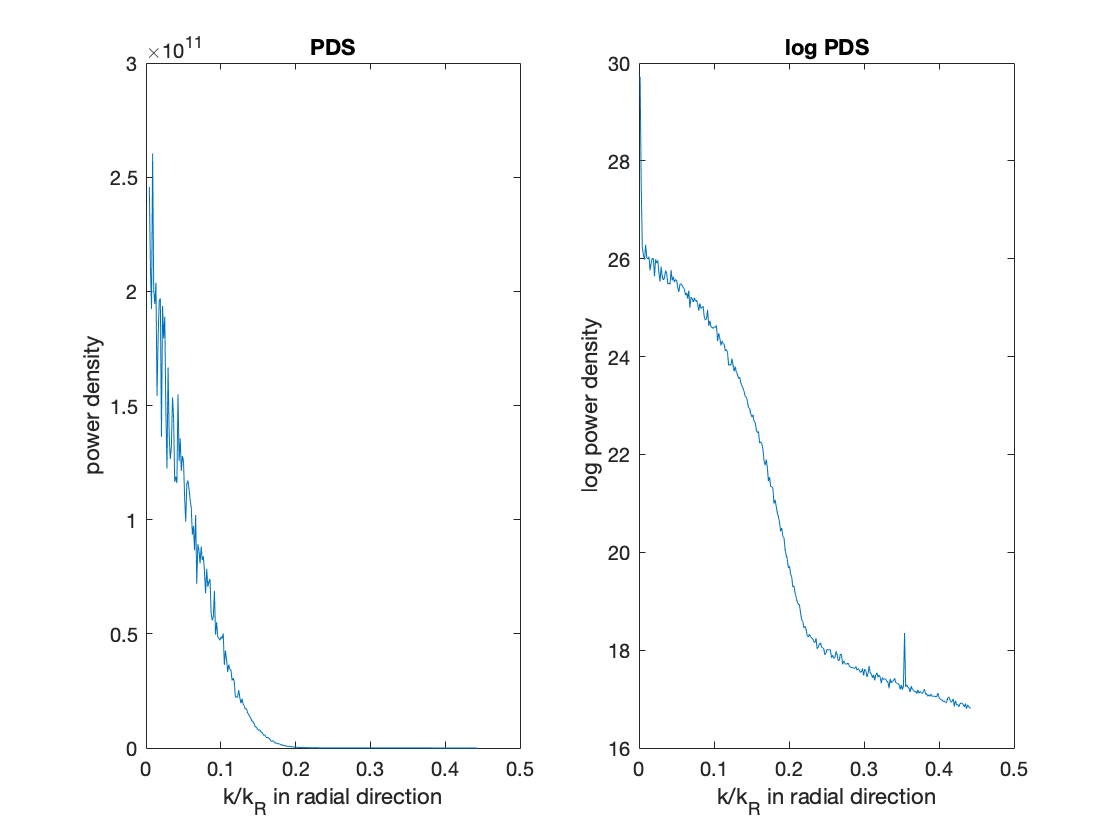 PDS
×10^11
3
2.5
2
1.5
1
0.5
0
0 0.1 0.2 0.3 0.4 0.5
k/k_R in radial direction
power density
log PDS
30
28
26
24
22
20
18
16
0 0.1 0.2 0.3 0.4 0.5
k/k_R in radial direction
log power density